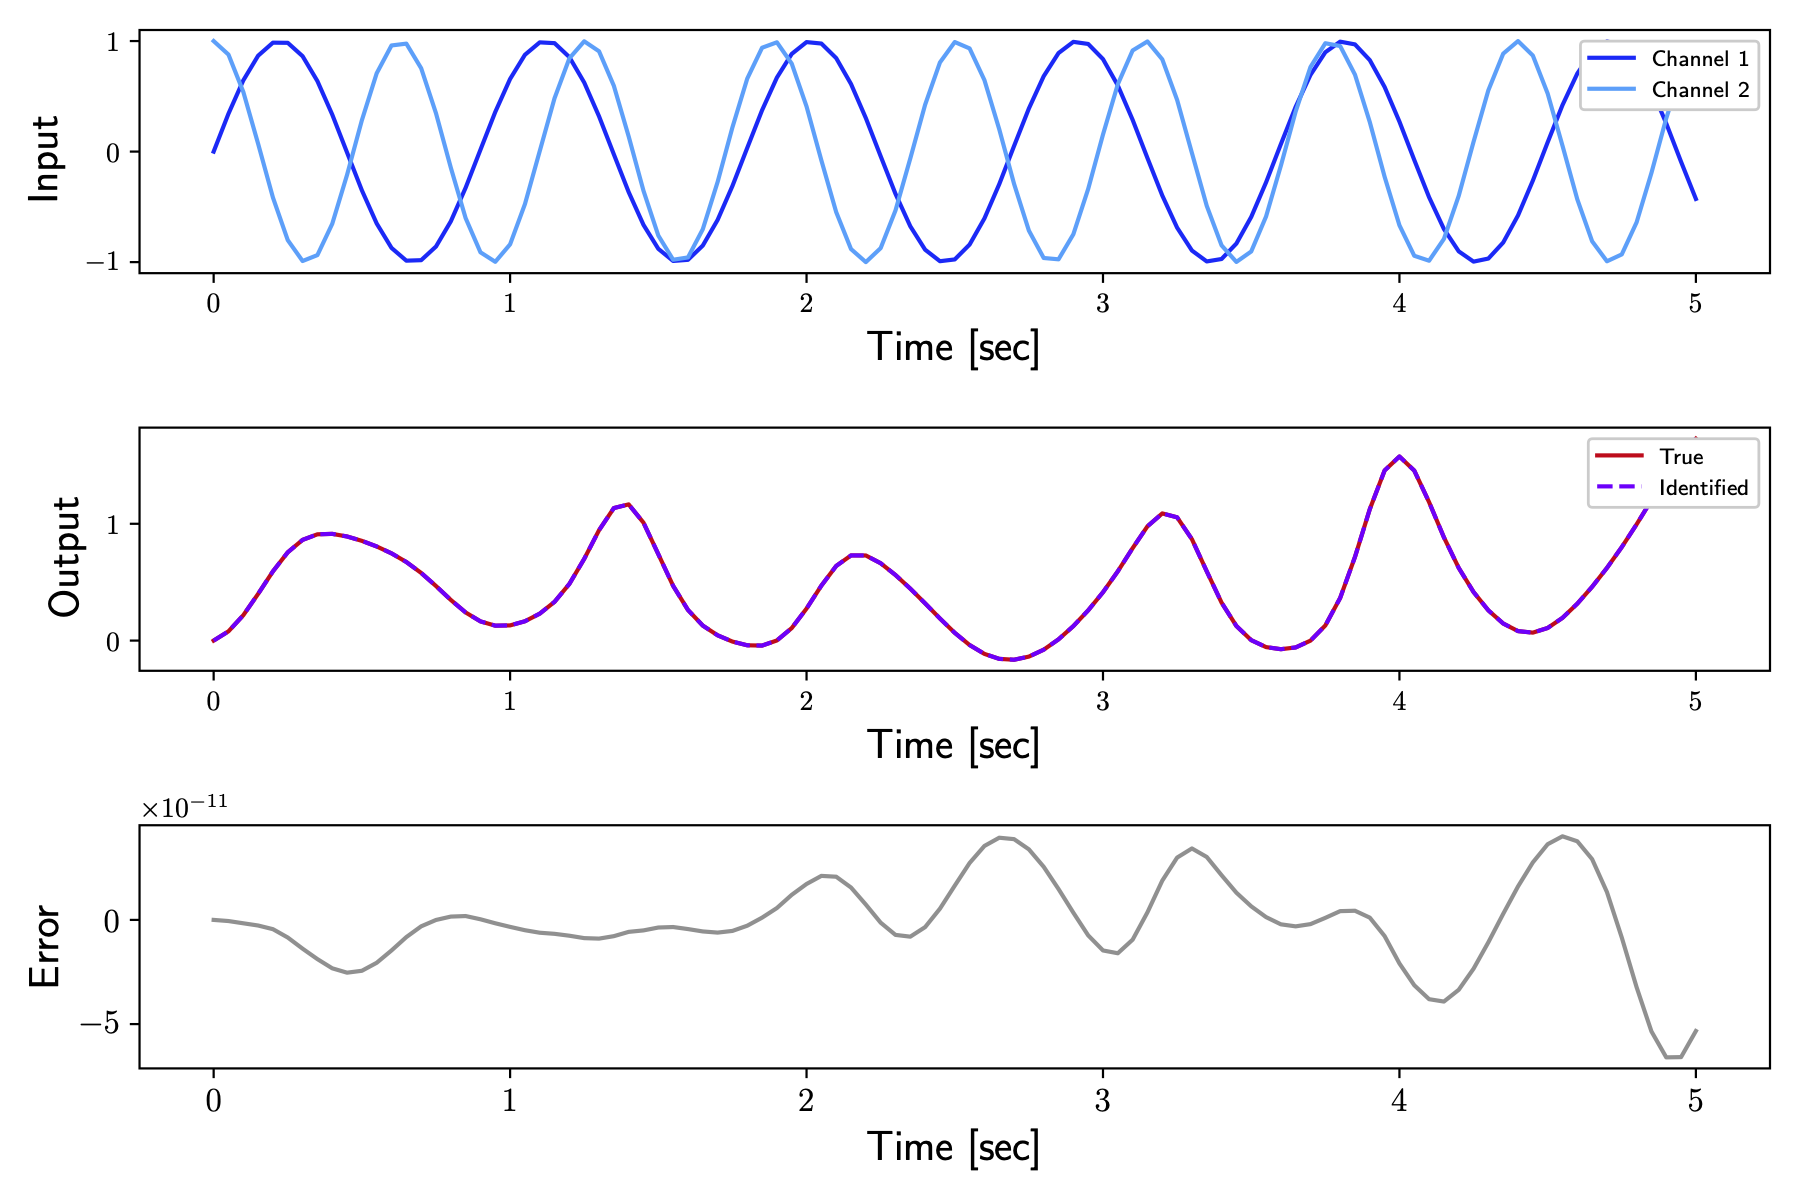 Input
1
0
−1
Channel 1
Channel 2
0 1 2 3 4 5
Time [sec]
Output
1
0
True
Identified
0 1 2 3 4 5
Time [sec]
×10⁻¹¹
Error
0
−5
0 1 2 3 4 5
Time [sec]